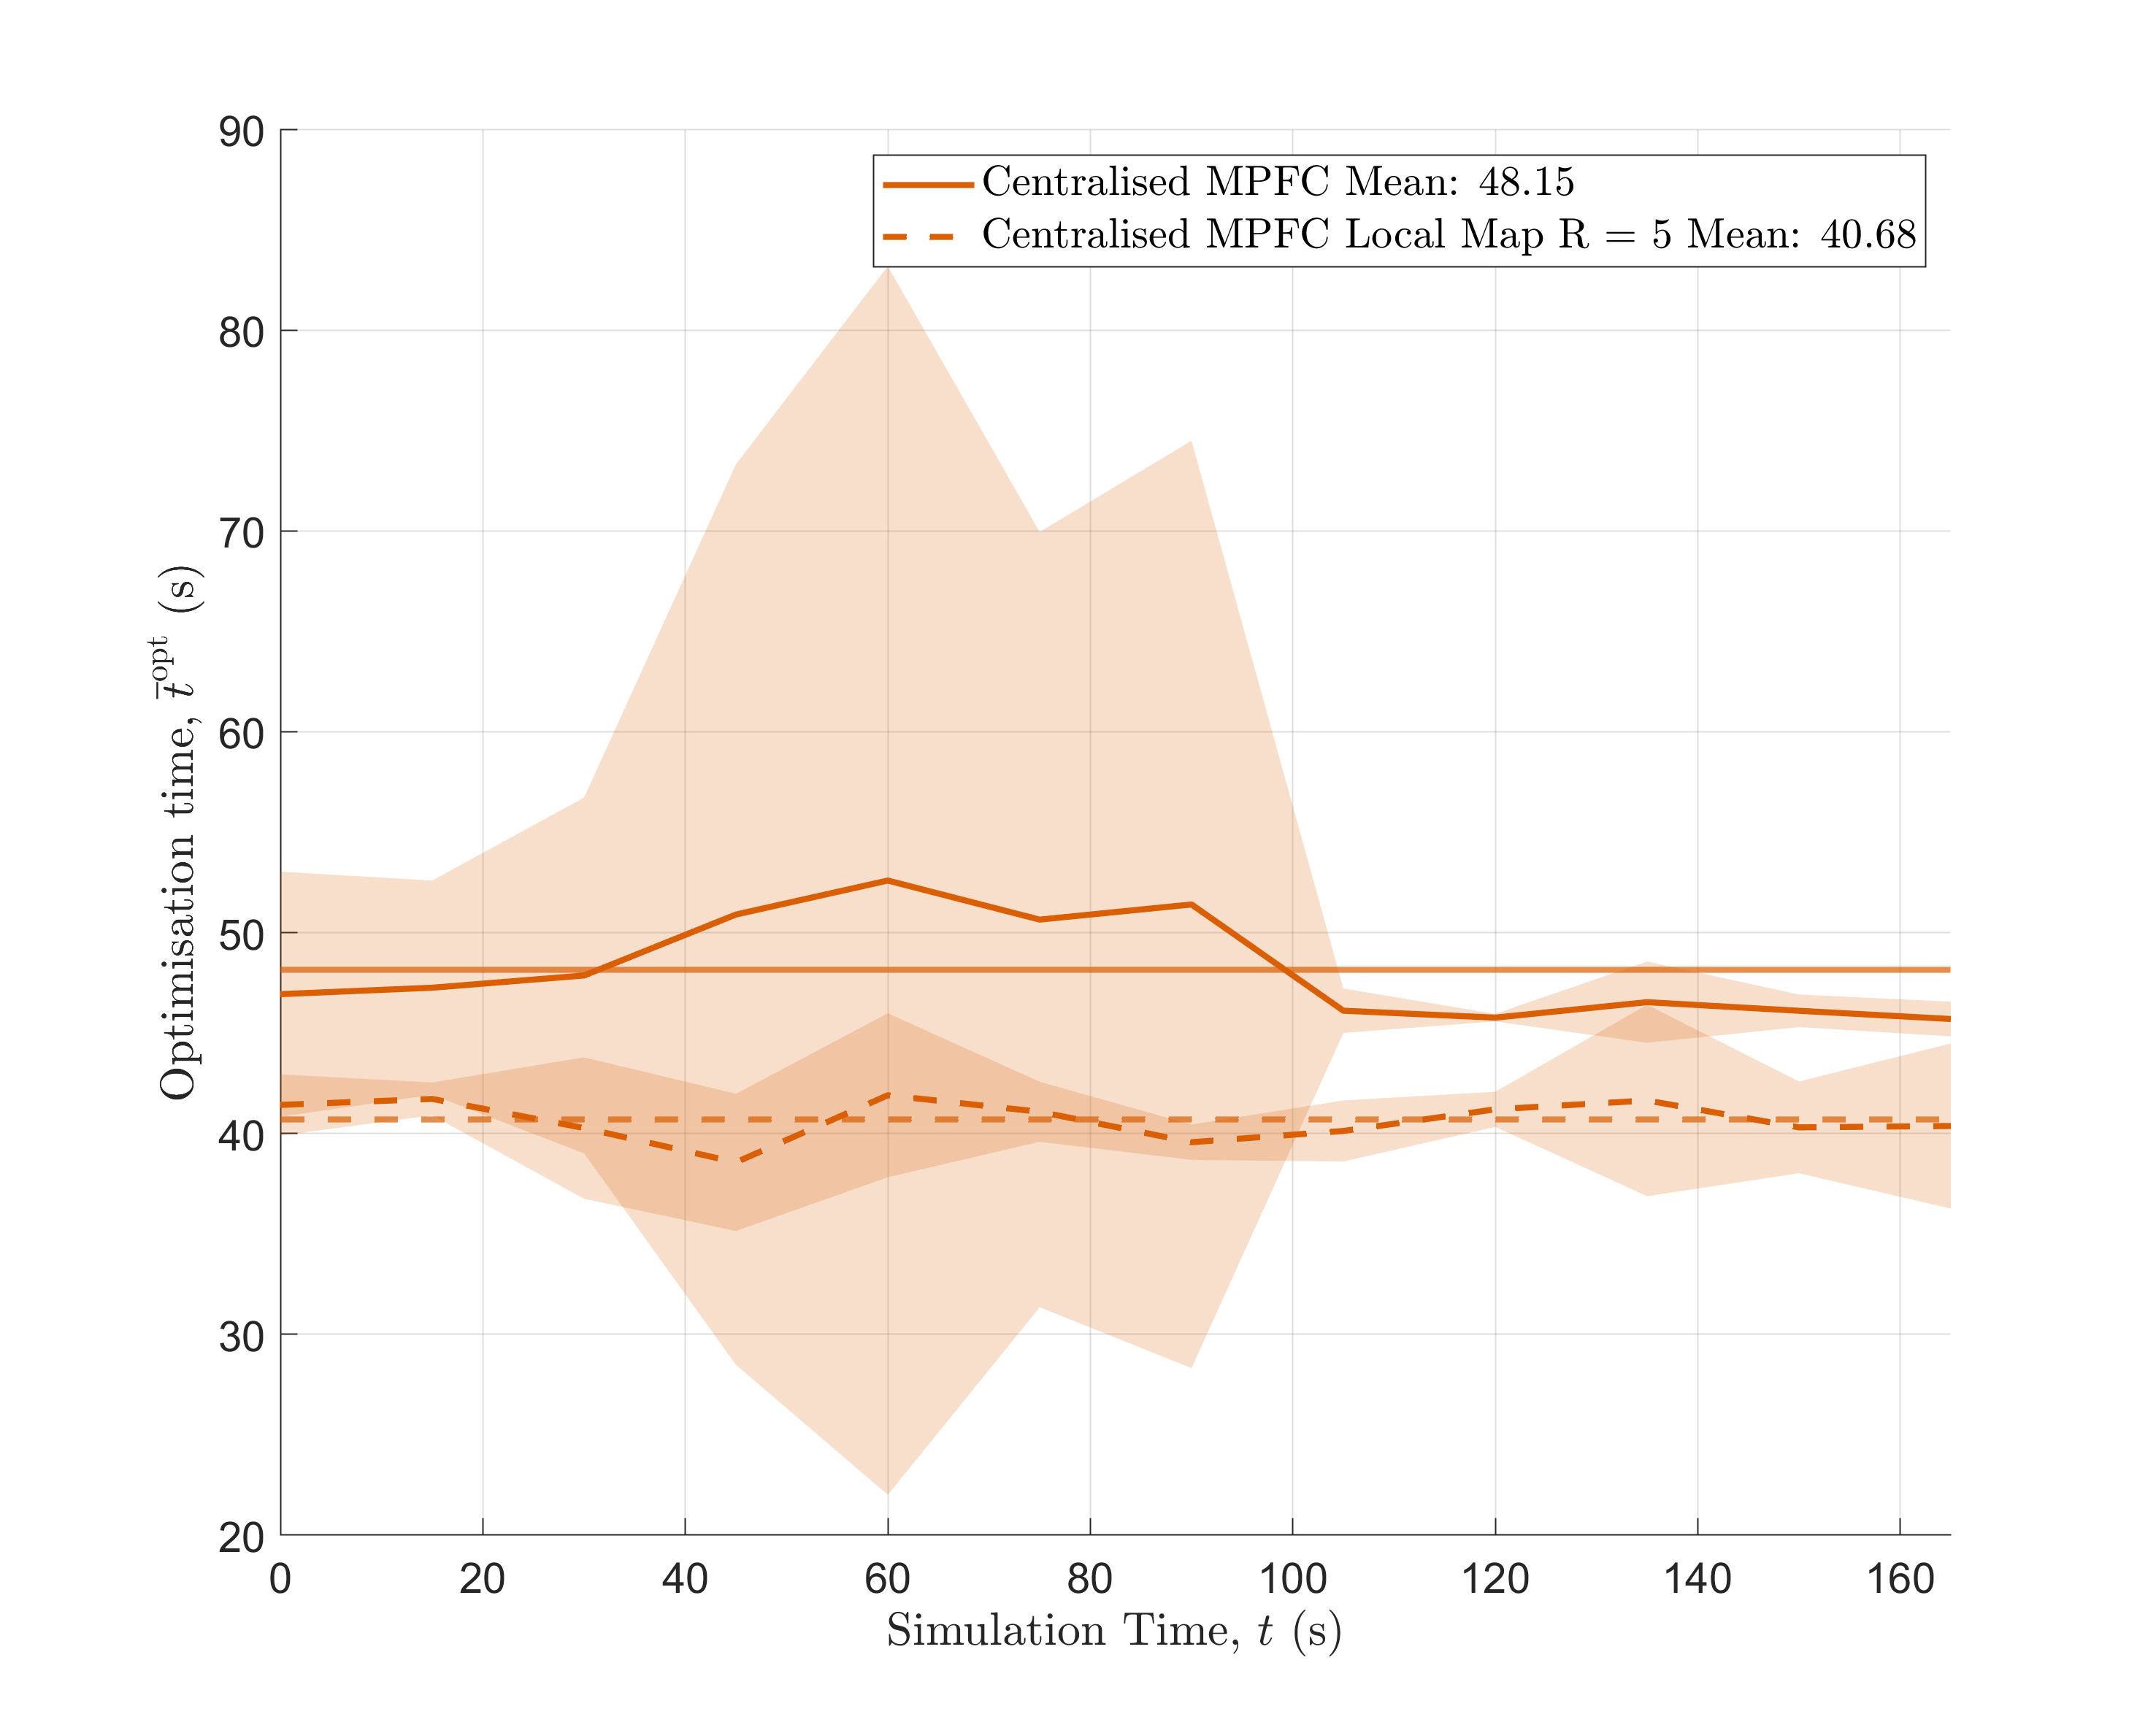 90
80
70
60
50
40
30
20
0 20 40 60 80 100 120 140 160
Optimisation time, t̄^opt (s)
Simulation Time, t (s)
Centralised MPFC Mean: 48.15
Centralised MPFC Local Map R = 5 Mean: 40.68